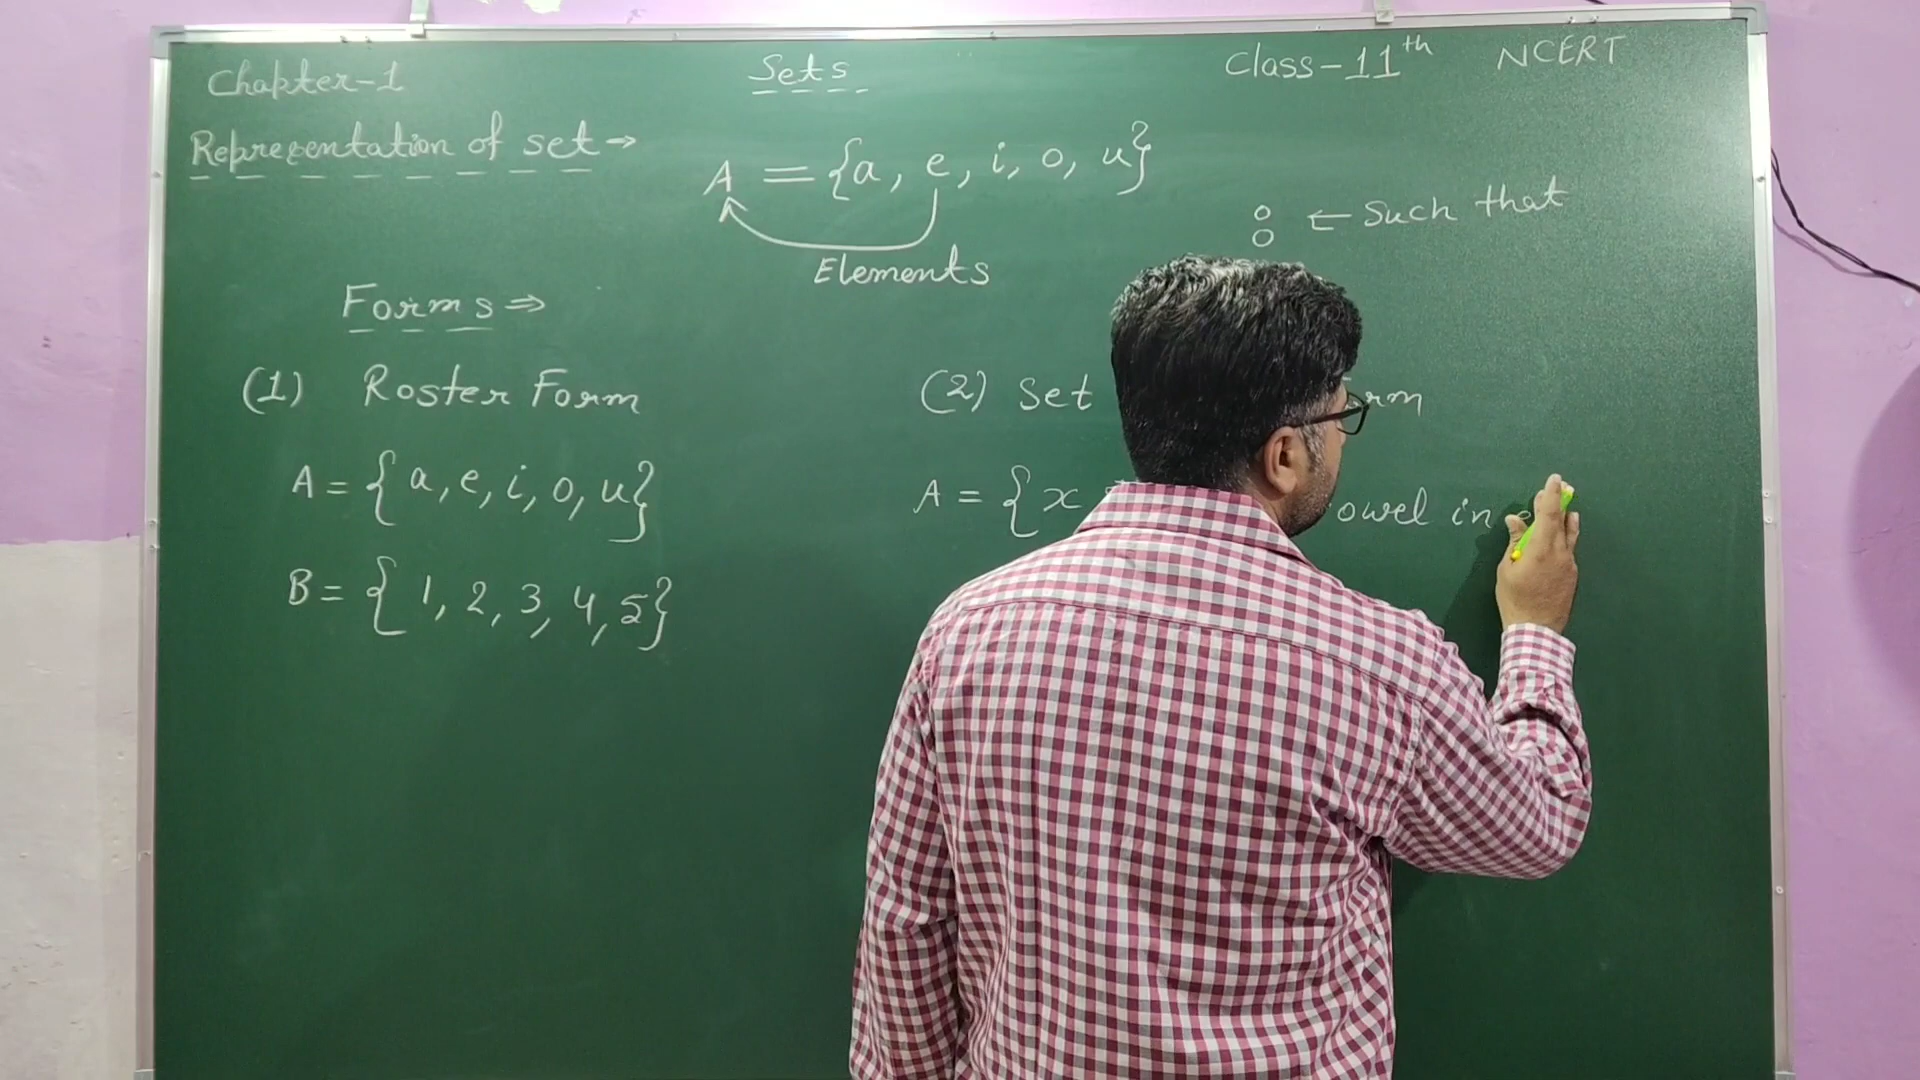 Chapter-1 Sets Class-11th NCERT
Representation of set→
A = {a, e, i, o, u}
: ← Such that
Elements
Forms ⇒
(1) Roster Form
A = {a, e, i, o, u}
B = {1, 2, 3, 4, 5}
(2) Set
A = {x in